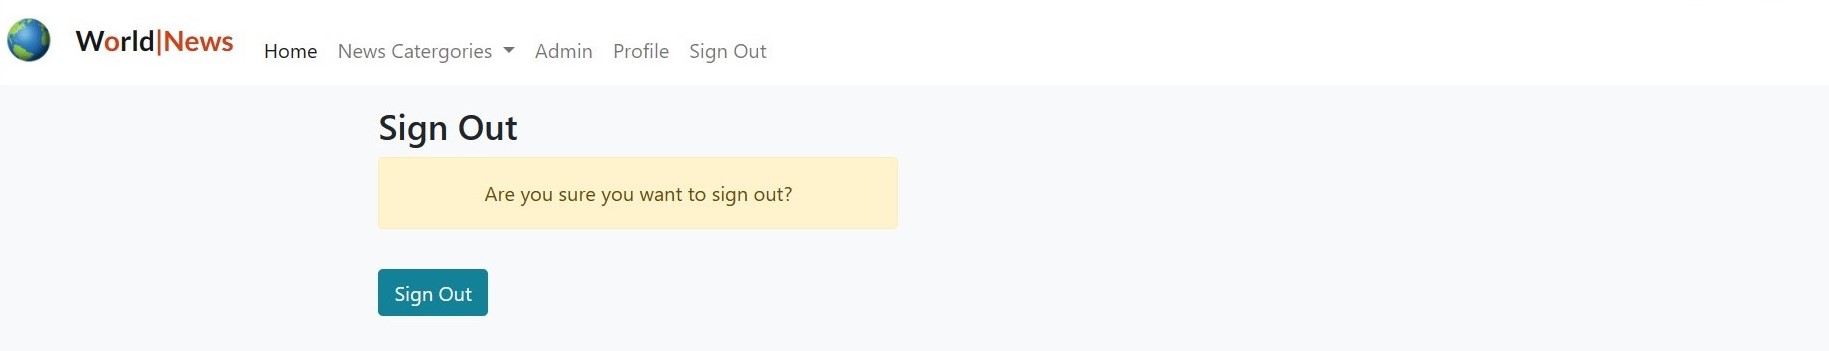 World|News Home News Catergories Admin Profile Sign Out
Sign Out
Are you sure you want to sign out?
Sign Out